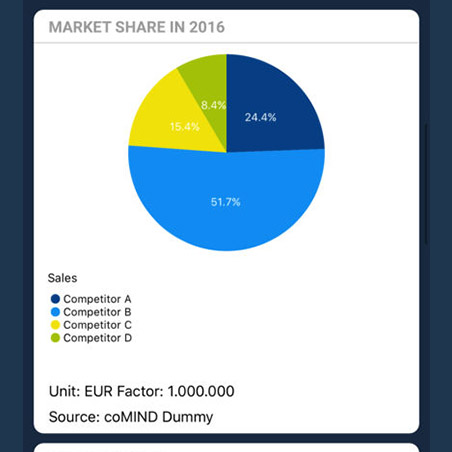 MARKET SHARE IN 2016
8.4%
24.4%
15.4%
51.7%
Sales
Competitor A
Competitor B
Competitor C
Competitor D
Unit: EUR Factor: 1.000.000
Source: coMIND Dummy